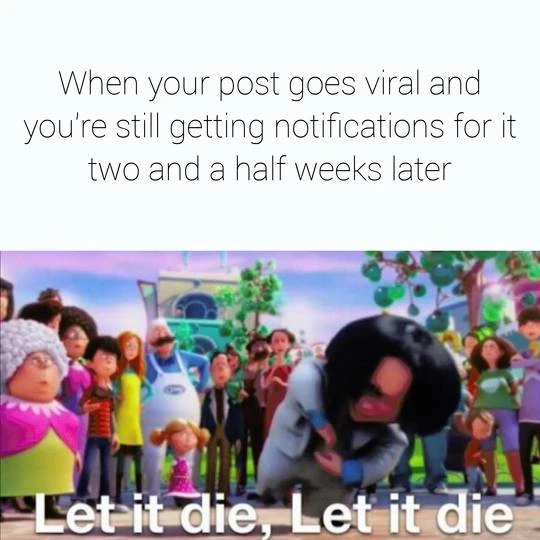 When your post goes viral and
you're still getting notifications for it
two and a half weeks later
Let it die, Let it die